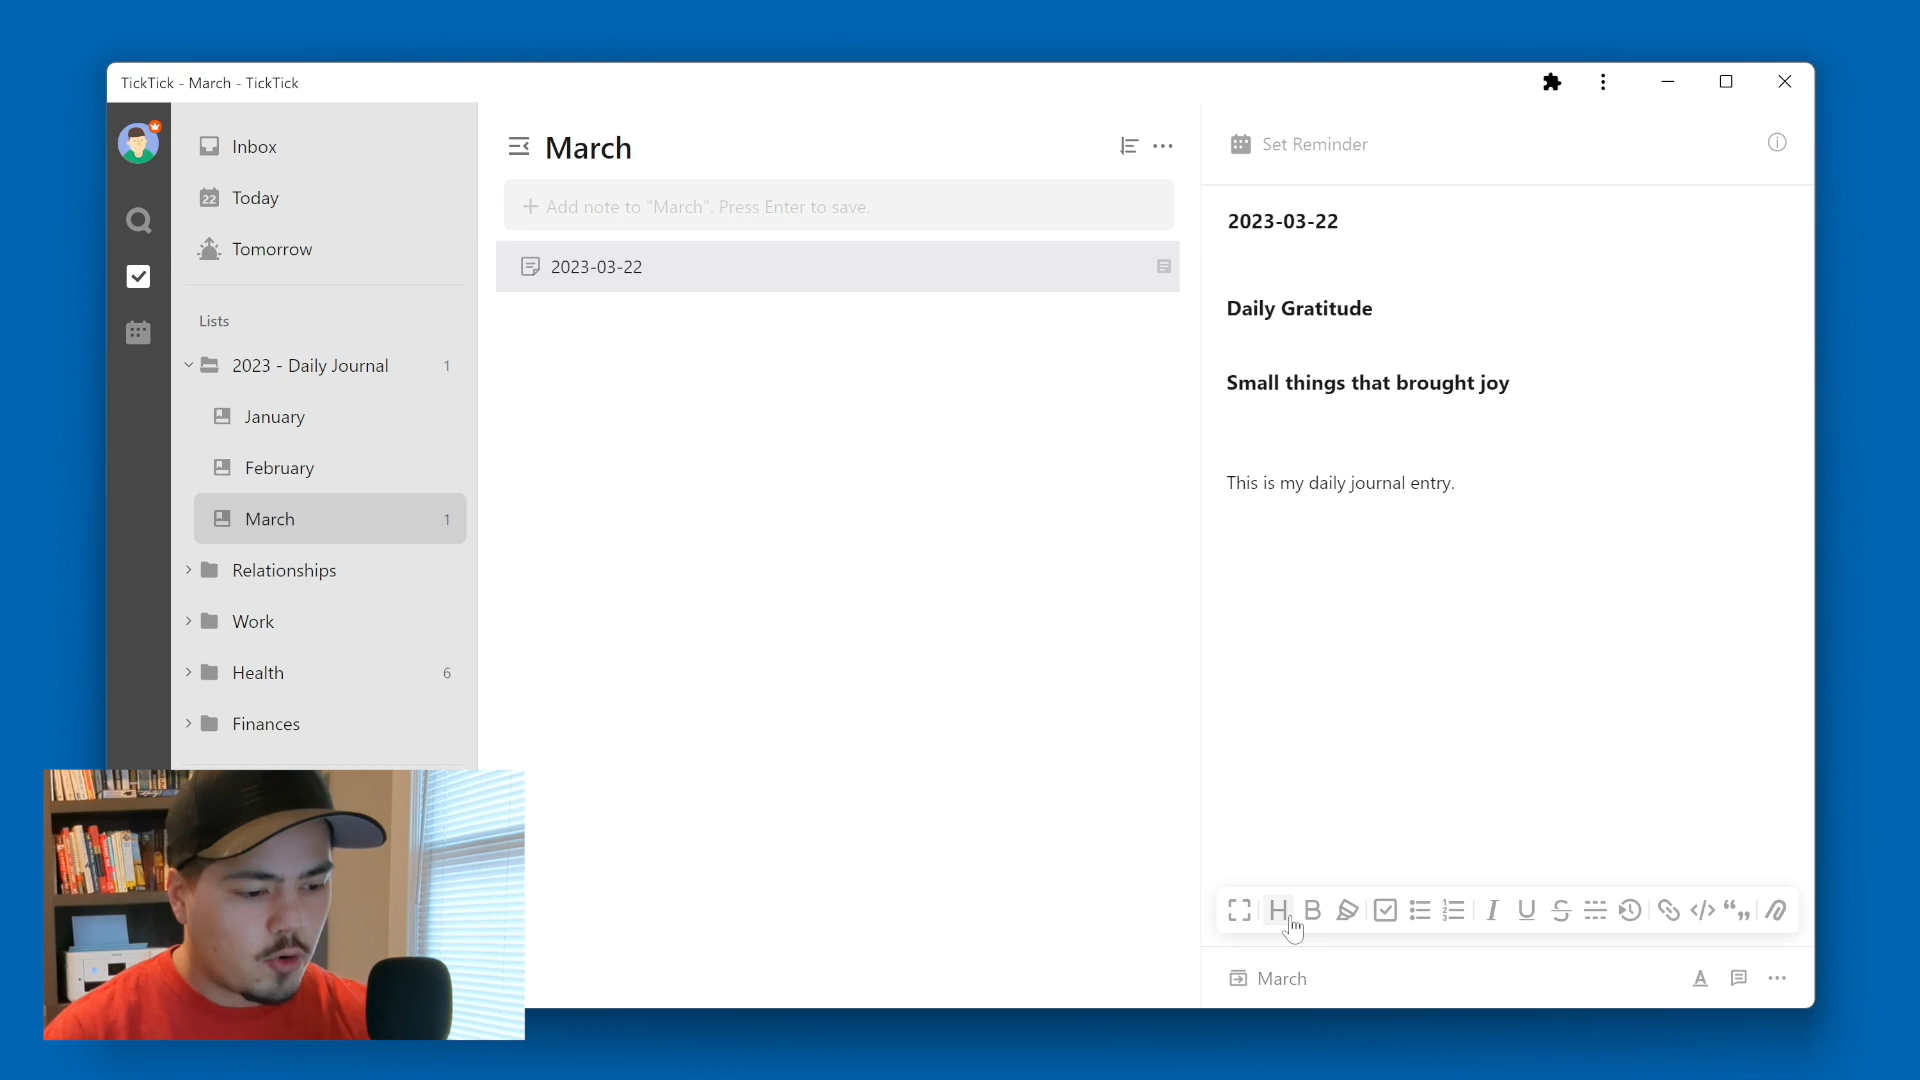 TickTick - March - TickTick
Inbox
22
Today
Tomorrow
Lists
2023 - Daily Journal 1
January
February
March 1
Relationships
Work
Health 6
Finances
March
+ Add note to "March". Press Enter to save.
2023-03-22
Set Reminder
2023-03-22
Daily Gratitude
Small things that brought joy
This is my daily journal entry.
H B I U S
March
A